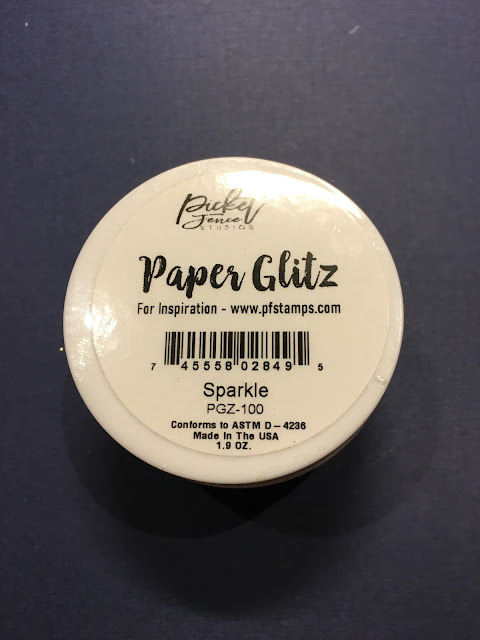 Picket
Fence
STUDIOS
Paper Glitz
For Inspiration - www.pfstamps.com
7 45558 02849 5
Sparkle
PGZ-100
Conforms to ASTM D-4236
Made In The USA
1.9 OZ.